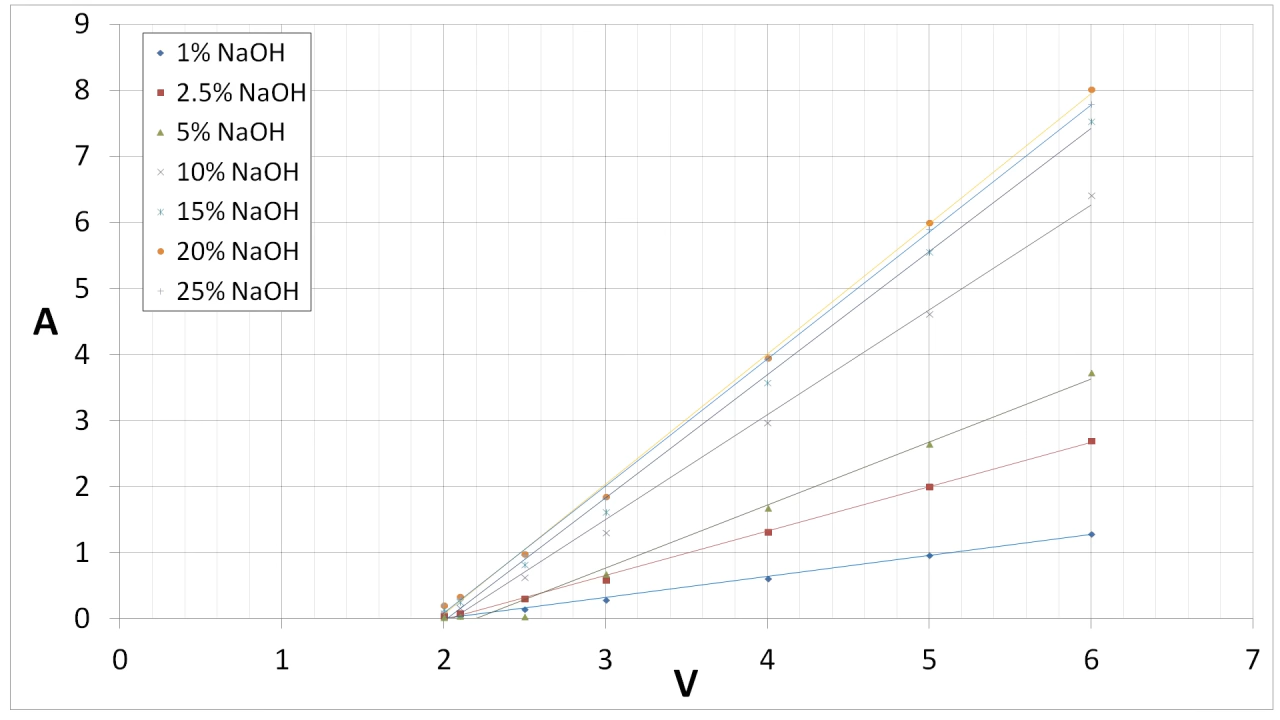 9
8
7
6
5
4
3
2
1
0
A
1% NaOH
2.5% NaOH
5% NaOH
10% NaOH
15% NaOH
20% NaOH
25% NaOH
0 1 2 3 4 5 6 7
V